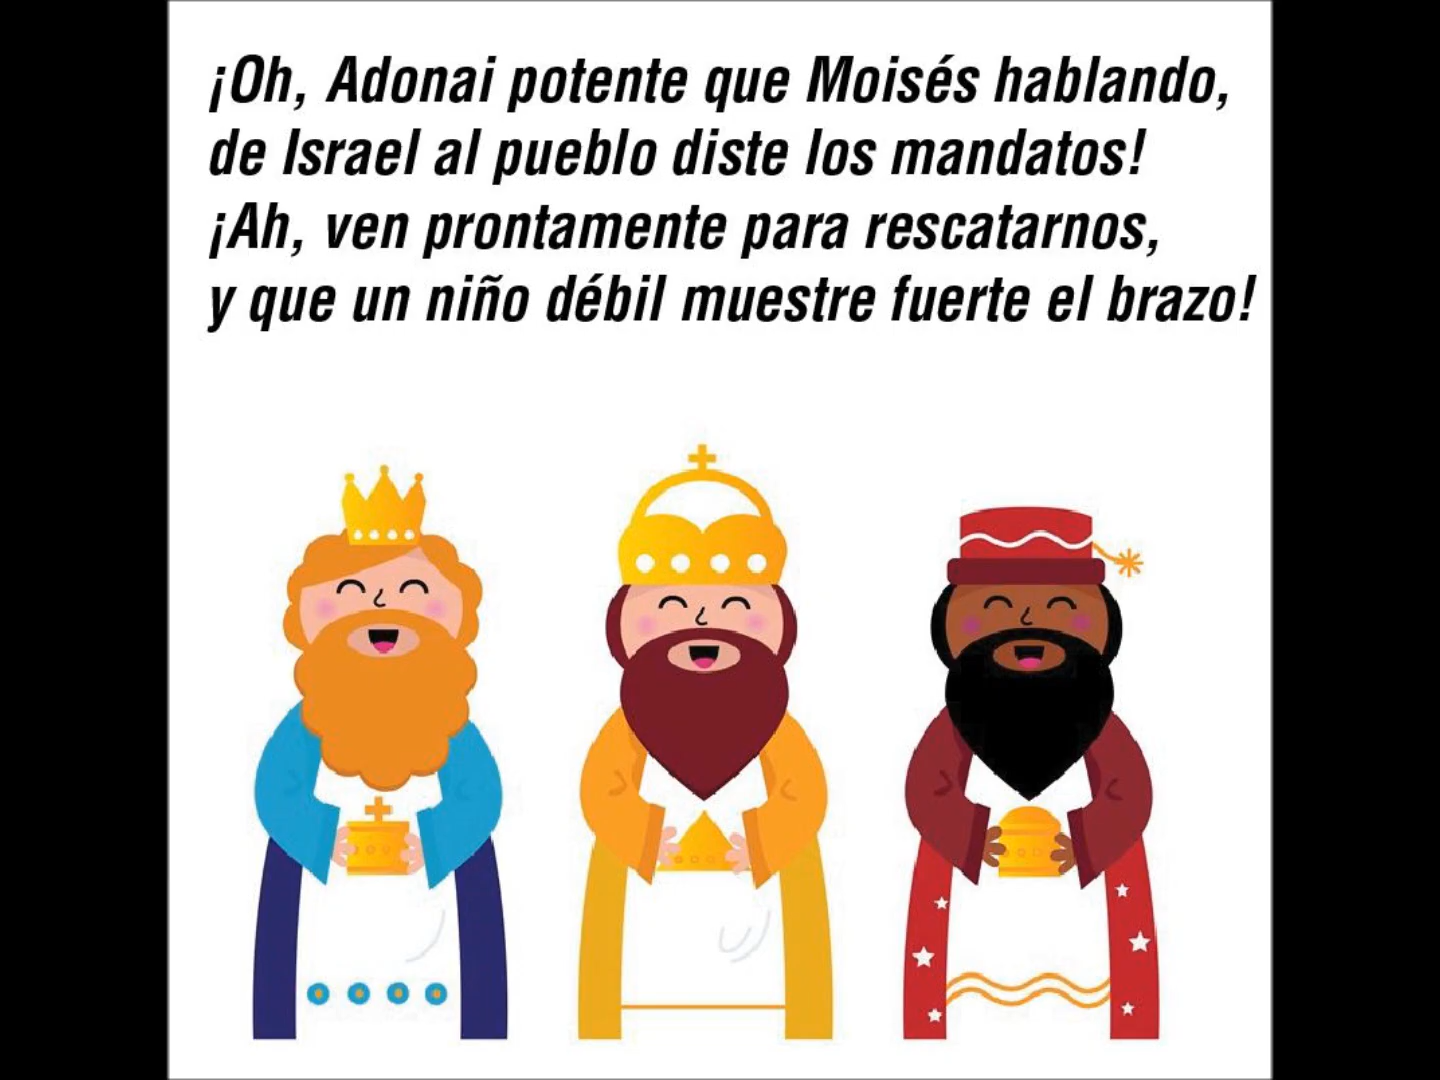 ¡Oh, Adonai potente que Moisés hablando,
de Israel al pueblo diste los mandatos!
¡Ah, ven prontamente para rescatarnos,
y que un niño débil muestre fuerte el brazo!